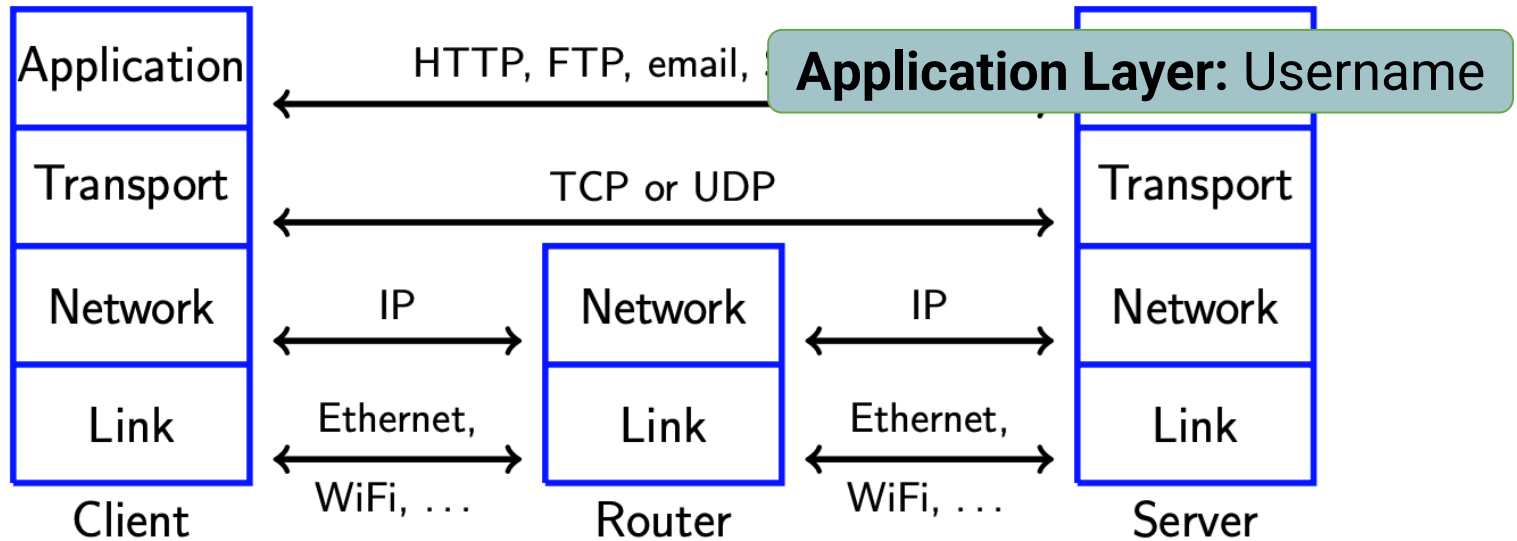 Application
HTTP, FTP, email,
Application Layer: Username
Transport
TCP or UDP
Transport
Network
IP
Network
IP
Network
Link
Ethernet,
WiFi, ...
Link
Ethernet,
WiFi, ...
Link
Client
Router
Server